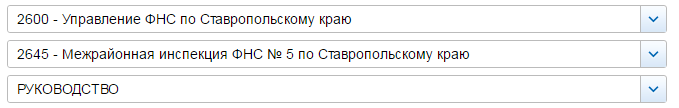 2600 - Управление ФНС по Ставропольскому краю
2645 - Межрайонная инспекция ФНС № 5 по Ставропольскому краю
РУКОВОДСТВО